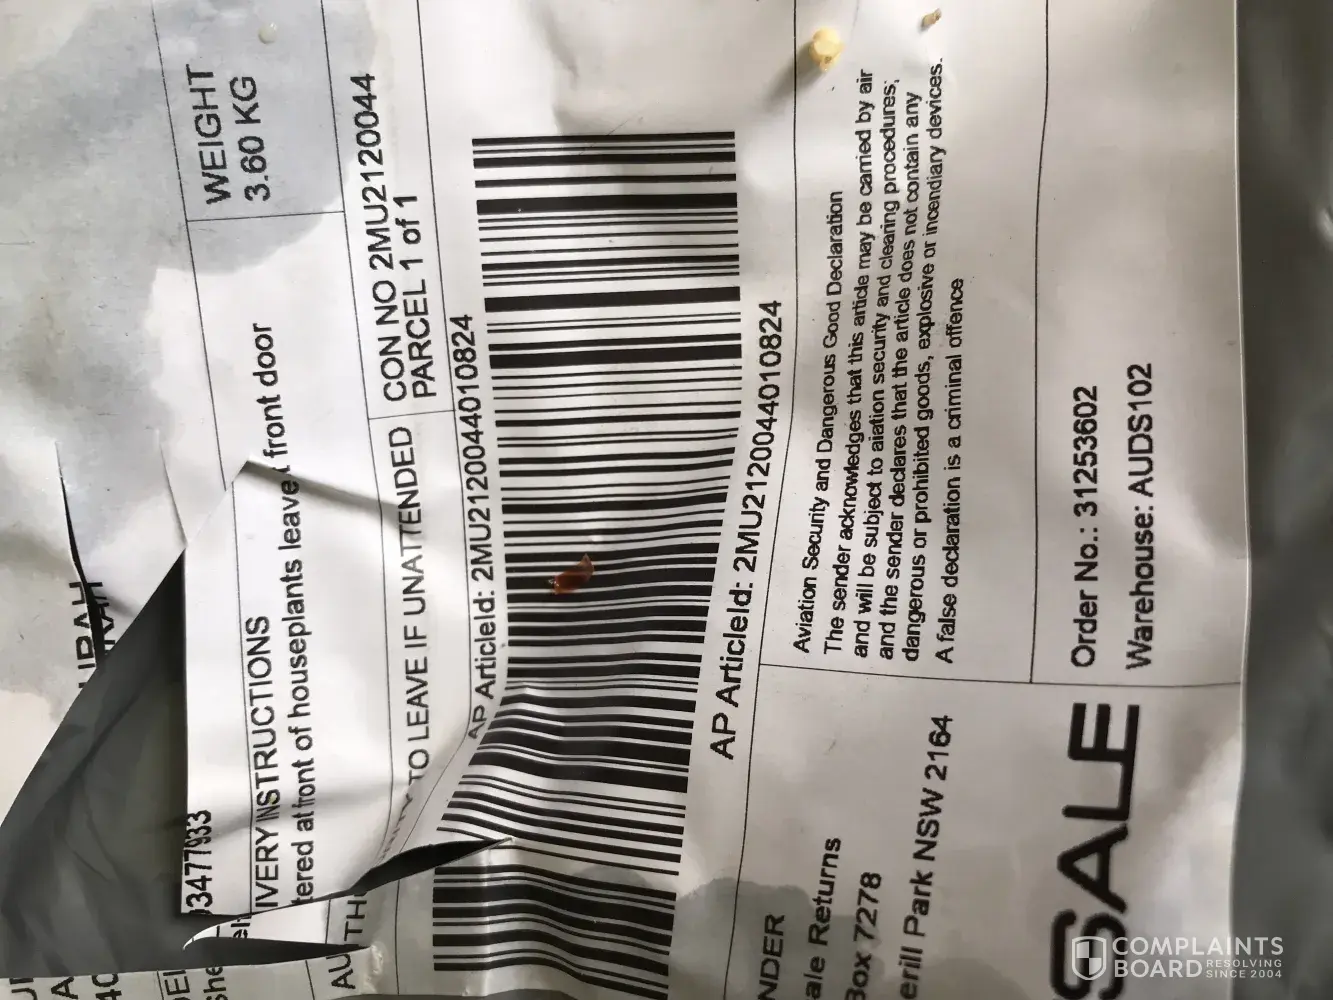 WEIGHT
3.60 KG
3477933
IVERY INSTRUCTIONS
tered at front of houseplants leave front door
CON NO 2MU2120044
PARCEL 1 of 1
TO LEAVE IF UNATTENDED
AP ArticleId: 2MU2120044010824
AP ArticleId: 2MU2120044010824
Aviation Security and Dangerous Good Declaration
The sender acknowledges that this article may be carried by air
and will be subject to aiation security and clearing procedures;
and the sender declares that the article does not contain any
dangerous or prohibited goods, explosive or incendiary devices.
A false declaration is a criminal offence
NDER
ale Returns
Box 7278
erill Park NSW 2164
Order No.: 31253602
Warehouse: AUDS102
SALE
COMPLAINTS
BOARD RESOLVING
SINCE 2004